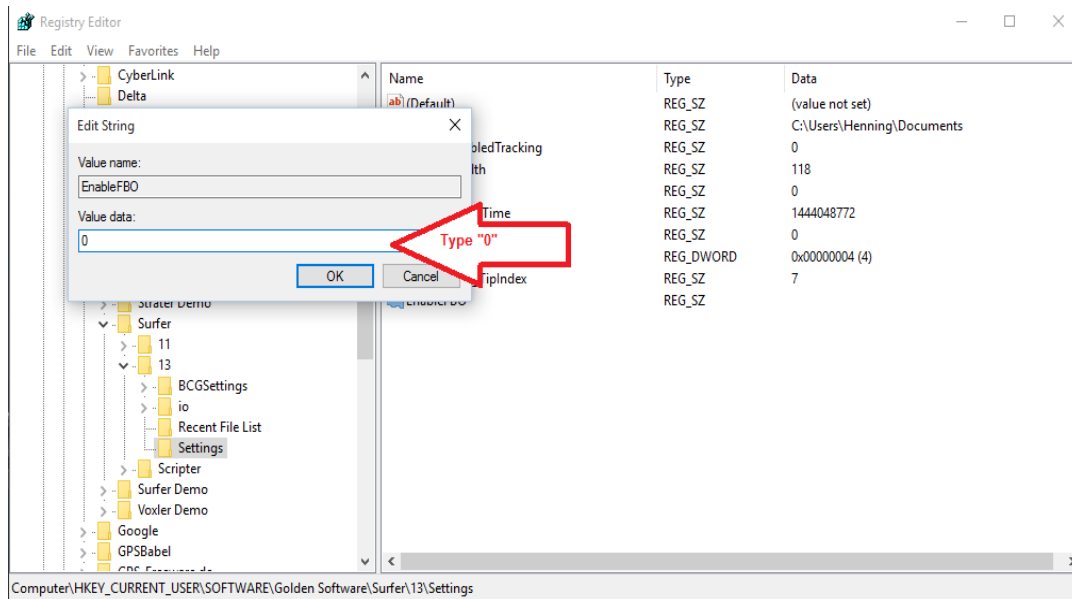 Registry Editor
File Edit View Favorites Help
CyberLink
Delta
Edit String
Value name:
EnableFBO
Value data:
0
Type "0"
OK Cancel
Strater Demo
Surfer
11
13
BCGSettings
io
Recent File List
Settings
Scripter
Surfer Demo
Voxler Demo
Google
GPSBabel
Name Type Data
(Default) REG_SZ (value not set)
REG_SZ C:\Users\Henning\Documents
bledTracking REG_SZ 0
lth REG_SZ 118
REG_SZ 0
Time REG_SZ 1444048772
REG_SZ 0
REG_DWORD 0x00000004 (4)
TipIndex REG_SZ 7
EnableFBO REG_SZ
Computer\HKEY_CURRENT_USER\SOFTWARE\Golden Software\Surfer\13\Settings